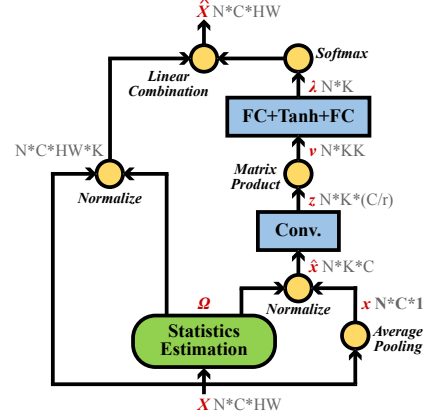 X̂ N*C*HW
Softmax
Linear
Combination
λ N*K
FC+Tanh+FC
N*C*HW*K
v N*KK
Matrix
Product
Normalize
z N*K*(C/r)
Conv.
x̂ N*K*C
Ω
Normalize
x N*C*1
Statistics
Estimation
Average
Pooling
X N*C*HW